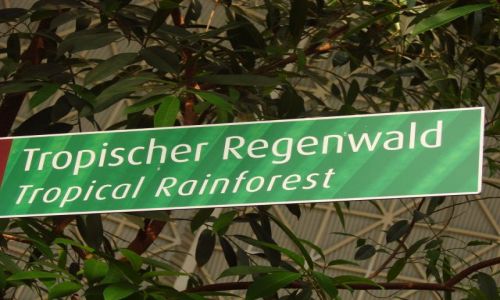 Tropischer Regenwald
Tropical Rainforest